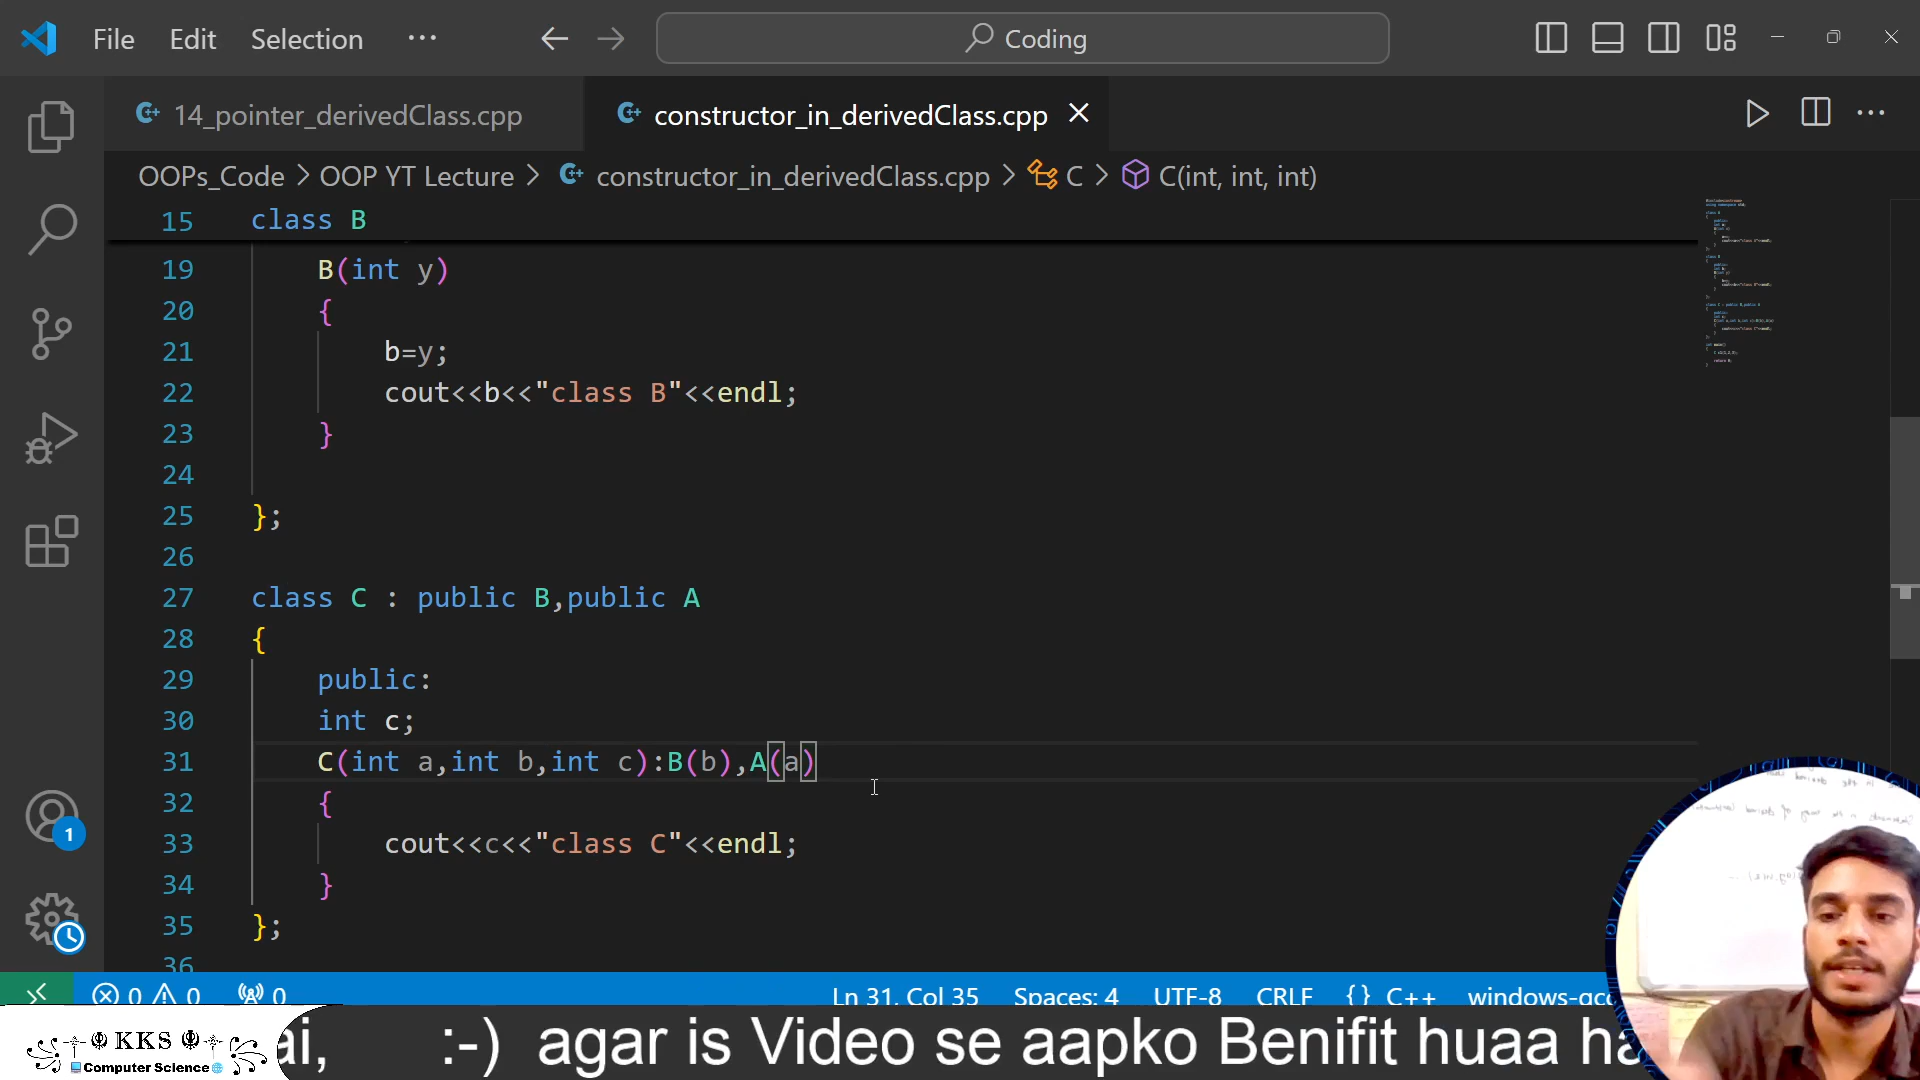 File Edit Selection ··· Coding
14_pointer_derivedClass.cpp constructor_in_derivedClass.cpp
OOPs_Code > OOP YT Lecture > constructor_in_derivedClass.cpp > C > C(int, int, int)
15 class B
19 B(int y)
20 {
21 b=y;
22 cout<<b<<"class B"<<endl;
23 }
24
25 };
26
27 class C : public B,public A
28 {
29 public:
30 int c;
31 C(int a,int b,int c):B(b),A(a)
32 {
33 cout<<c<<"class C"<<endl;
34 }
35 };
36
1
0 0 0 Ln 31, Col 35 Spaces: 4 UTF-8 CRLF {} C++ windows-gcc
KKS
Computer Science
ai, :-) agar is Video se aapko Benifit huaa ha